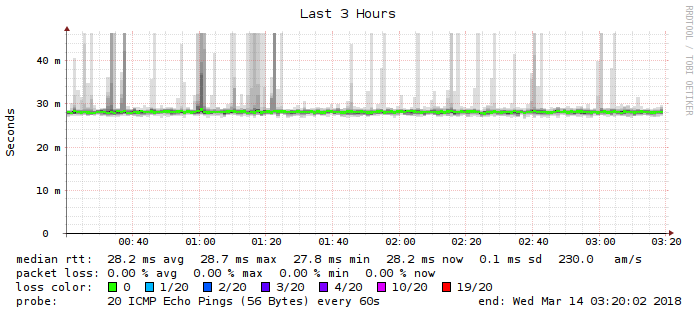 Last 3 Hours
RRDTOOL / TOBI OETIKER
Seconds
40 m
30 m
20 m
10 m
0
00:40 01:00 01:20 01:40 02:00 02:20 02:40 03:00 03:20
median rtt: 28.2 ms avg 28.7 ms max 27.8 ms min 28.2 ms now 0.1 ms sd 230.0 am/s
packet loss: 0.00 % avg 0.00 % max 0.00 % min 0.00 % now
loss color: 0 1/20 2/20 3/20 4/20 10/20 19/20
probe: 20 ICMP Echo Pings (56 Bytes) every 60s end: Wed Mar 14 03:20:02 2018